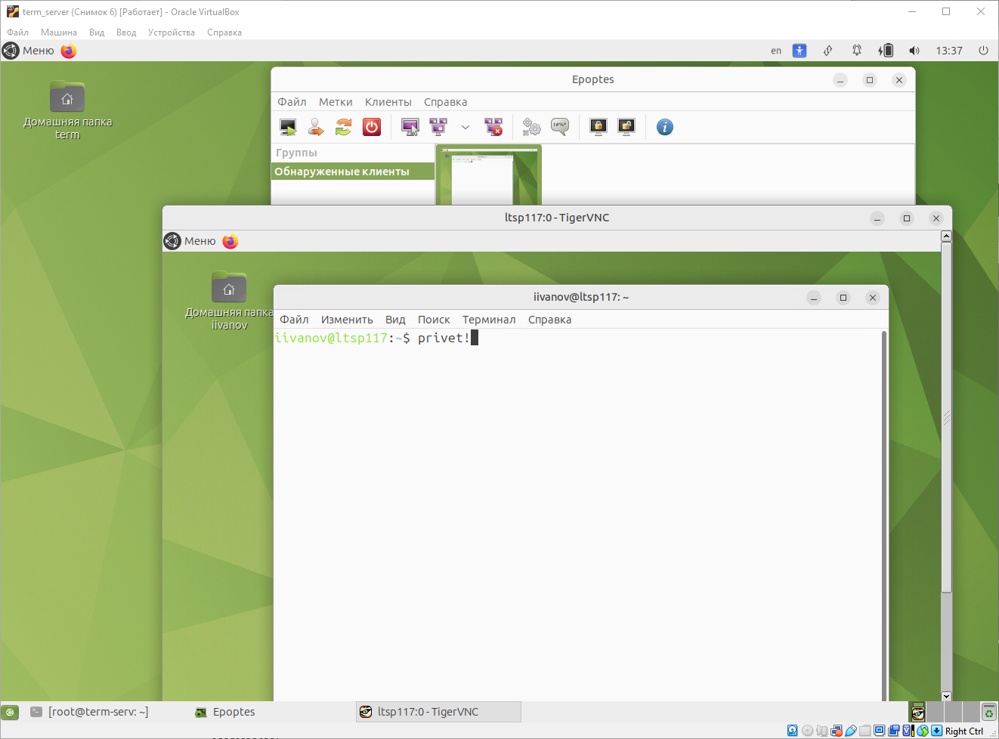 term_server (Снимок 6) [Работает] - Oracle VirtualBox
Файл Машина Вид Ввод Устройства Справка
Меню en 13:37
Домашняя папка
term
Epoptes
Файл Метки Клиенты Справка
!#%*
Группы
Обнаруженные клиенты
ltsp117:0 - TigerVNC
Меню
Домашняя папка
iivanov
iivanov@ltsp117: ~
Файл Изменить Вид Поиск Терминал Справка
iivanov@ltsp117:~$ privet!
[root@term-serv: ~] Epoptes ltsp117:0 - TigerVNC
Right Ctrl